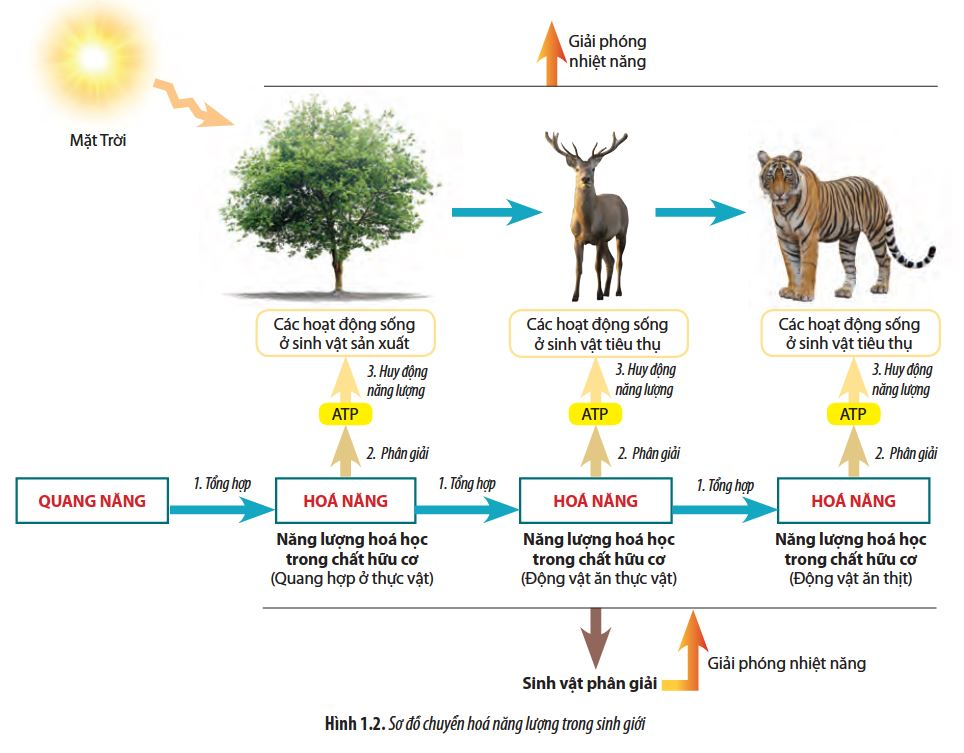 Giải phóng
nhiệt năng
Mặt Trời
Các hoạt động sống
ở sinh vật sản xuất
Các hoạt động sống
ở sinh vật tiêu thụ
Các hoạt động sống
ở sinh vật tiêu thụ
3. Huy động
năng lượng
3. Huy động
năng lượng
3. Huy động
năng lượng
ATP
ATP
ATP
2. Phân giải
2. Phân giải
2. Phân giải
QUANG NĂNG
1. Tổng hợp
HOÁ NĂNG
1. Tổng hợp
HOÁ NĂNG
1. Tổng hợp
HOÁ NĂNG
Năng lượng hoá học
trong chất hữu cơ
(Quang hợp ở thực vật)
Năng lượng hoá học
trong chất hữu cơ
(Động vật ăn thực vật)
Năng lượng hoá học
trong chất hữu cơ
(Động vật ăn thịt)
Sinh vật phân giải
Giải phóng nhiệt năng
Hình 1.2. Sơ đồ chuyển hoá năng lượng trong sinh giới